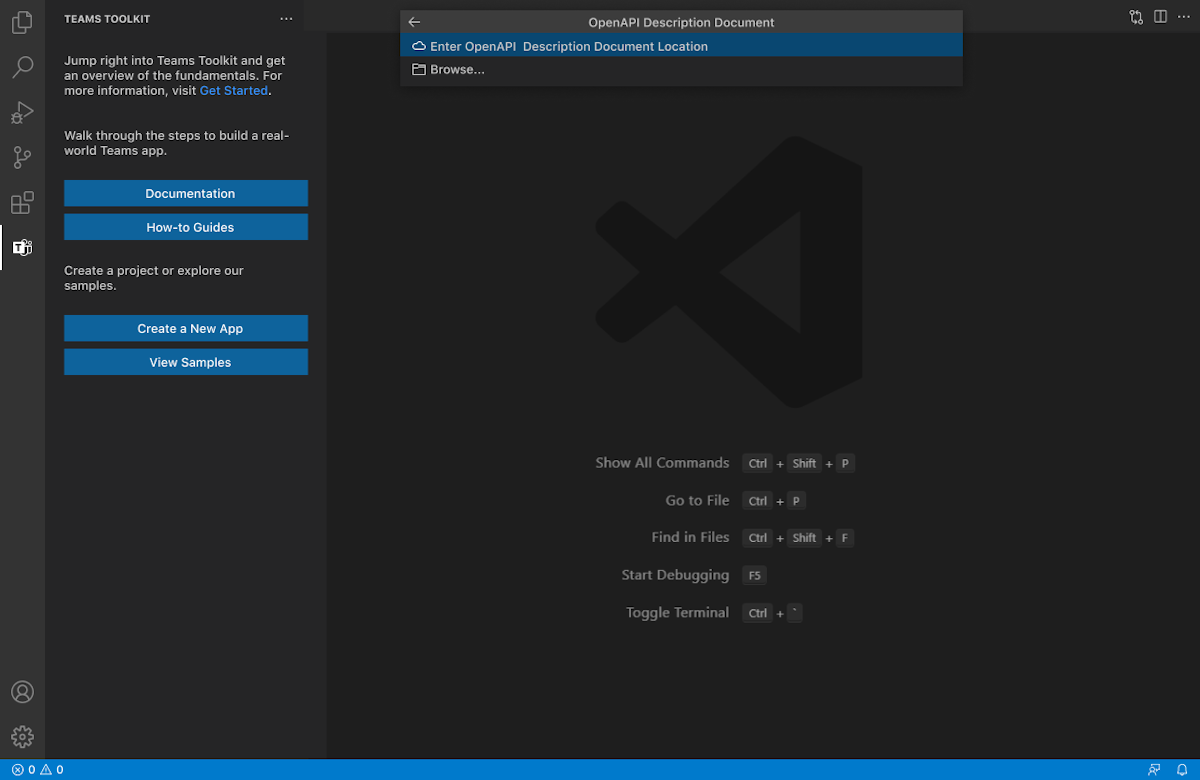 TEAMS TOOLKIT
Jump right into Teams Toolkit and get
an overview of the fundamentals. For
more information, visit Get Started.
Walk through the steps to build a real-
world Teams app.
Documentation
How-to Guides
Create a project or explore our
samples.
Create a New App
View Samples
OpenAPI Description Document
Enter OpenAPI  Description Document Location
Browse...
Show All Commands Ctrl + Shift + P
Go to File Ctrl + P
Find in Files Ctrl + Shift + F
Start Debugging F5
Toggle Terminal Ctrl + `
0 0